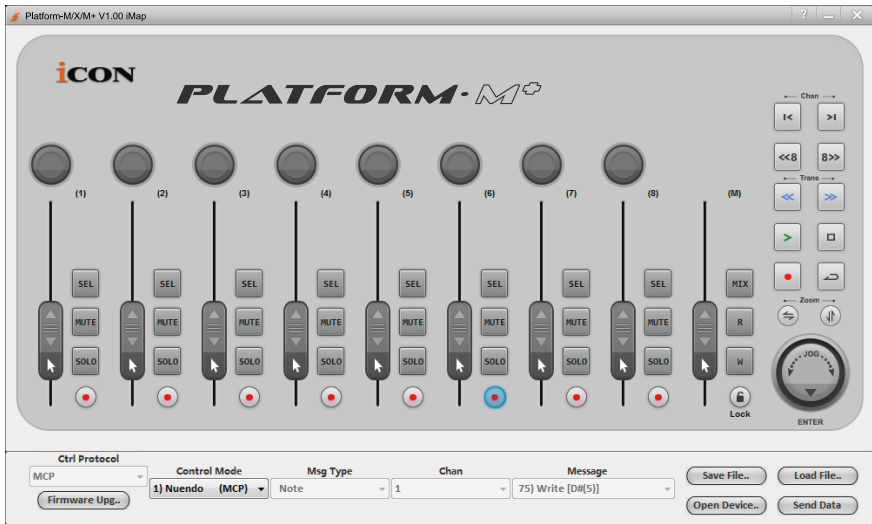 Platform-M/X/M+ V1.00 iMap
? _ X
iCON
PLATFORM·M+
Chan
I< >I
<<8 8>>
Trans
<< >>
(1) (2) (3) (4) (5) (6) (7) (8) (M)
>
SEL SEL SEL SEL SEL SEL SEL SEL MIX
Zoom
MUTE MUTE MUTE MUTE MUTE MUTE MUTE MUTE R
SOLO SOLO SOLO SOLO SOLO SOLO SOLO SOLO W
JOG
Lock
ENTER
Ctrl Protocol
MCP
Firmware Upg..
Control Mode
1) Nuendo (MCP)
Msg Type
Note
Chan
1
Message
75) Write [D#(5)]
Save File.. Load File..
Open Device.. Send Data